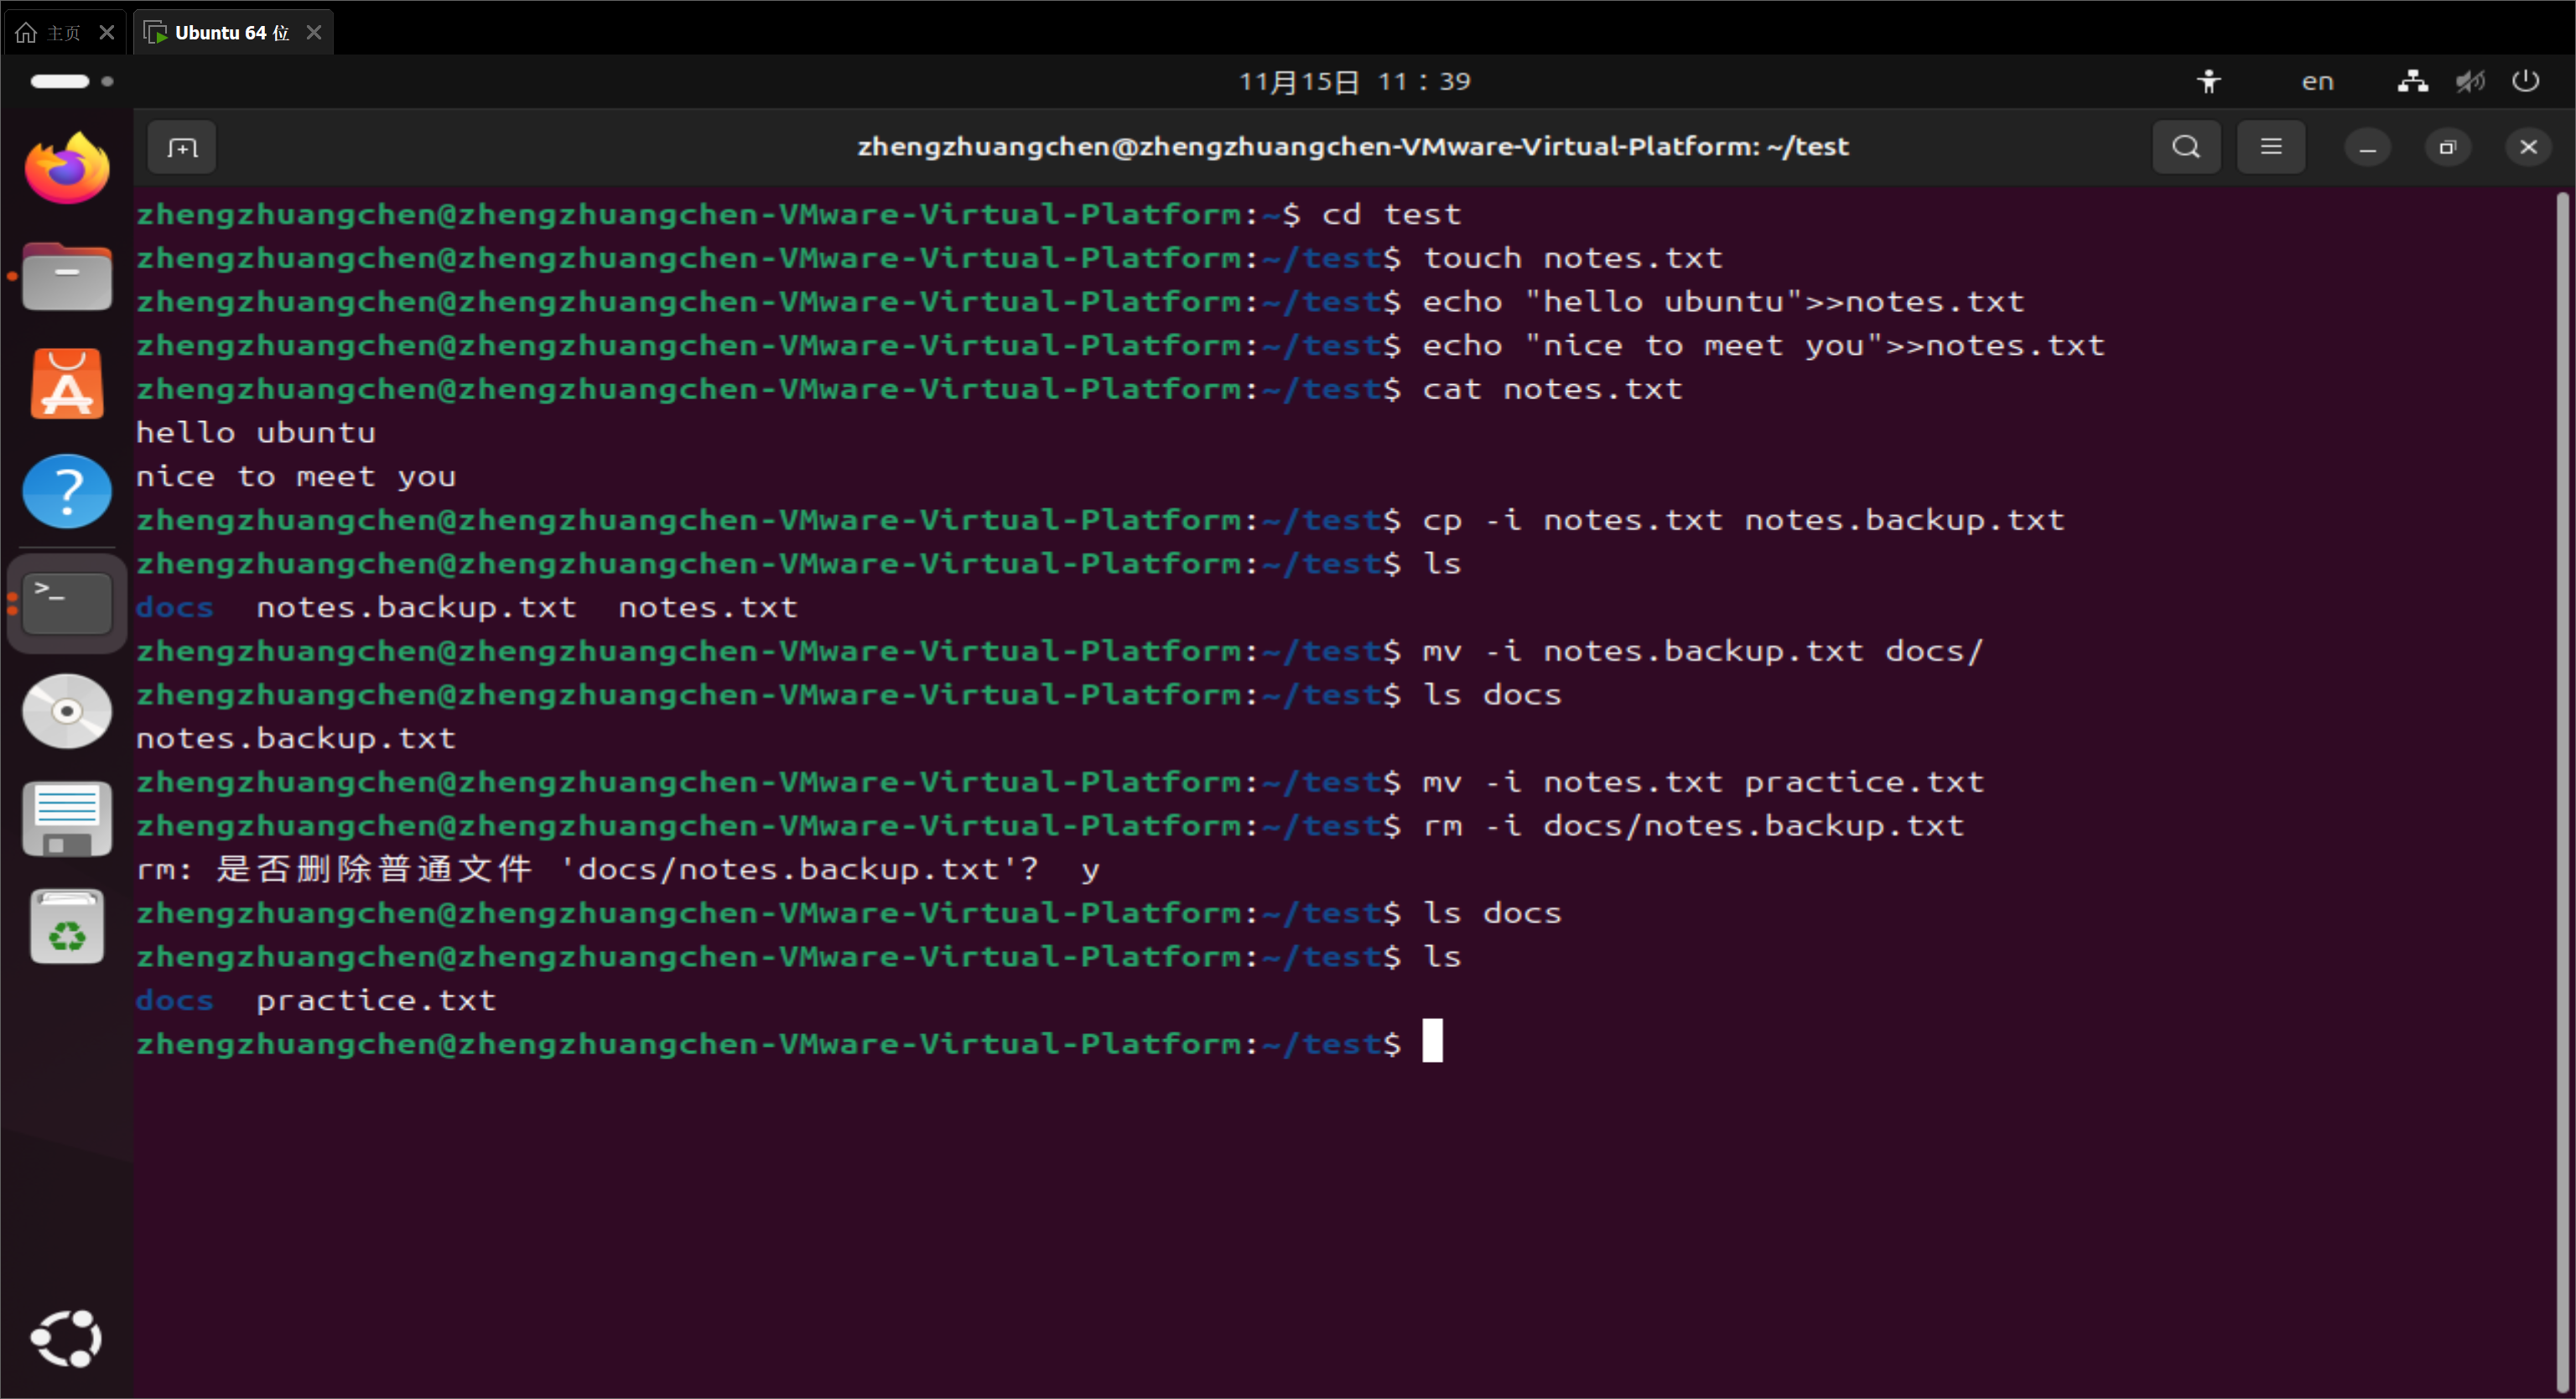 主页
Ubuntu 64 位
11月15日 11：39
en
zhengzhuangchen@zhengzhuangchen-VMware-Virtual-Platform: ~/test
zhengzhuangchen@zhengzhuangchen-VMware-Virtual-Platform:~$ cd test
zhengzhuangchen@zhengzhuangchen-VMware-Virtual-Platform:~/test$ touch notes.txt
zhengzhuangchen@zhengzhuangchen-VMware-Virtual-Platform:~/test$ echo "hello ubuntu">>notes.txt
zhengzhuangchen@zhengzhuangchen-VMware-Virtual-Platform:~/test$ echo "nice to meet you">>notes.txt
zhengzhuangchen@zhengzhuangchen-VMware-Virtual-Platform:~/test$ cat notes.txt
hello ubuntu
nice to meet you
zhengzhuangchen@zhengzhuangchen-VMware-Virtual-Platform:~/test$ cp -i notes.txt notes.backup.txt
zhengzhuangchen@zhengzhuangchen-VMware-Virtual-Platform:~/test$ ls
docs  notes.backup.txt  notes.txt
zhengzhuangchen@zhengzhuangchen-VMware-Virtual-Platform:~/test$ mv -i notes.backup.txt docs/
zhengzhuangchen@zhengzhuangchen-VMware-Virtual-Platform:~/test$ ls docs
notes.backup.txt
zhengzhuangchen@zhengzhuangchen-VMware-Virtual-Platform:~/test$ mv -i notes.txt practice.txt
zhengzhuangchen@zhengzhuangchen-VMware-Virtual-Platform:~/test$ rm -i docs/notes.backup.txt
rm: 是否删除普通文件 'docs/notes.backup.txt'？ y
zhengzhuangchen@zhengzhuangchen-VMware-Virtual-Platform:~/test$ ls docs
zhengzhuangchen@zhengzhuangchen-VMware-Virtual-Platform:~/test$ ls
docs  practice.txt
zhengzhuangchen@zhengzhuangchen-VMware-Virtual-Platform:~/test$